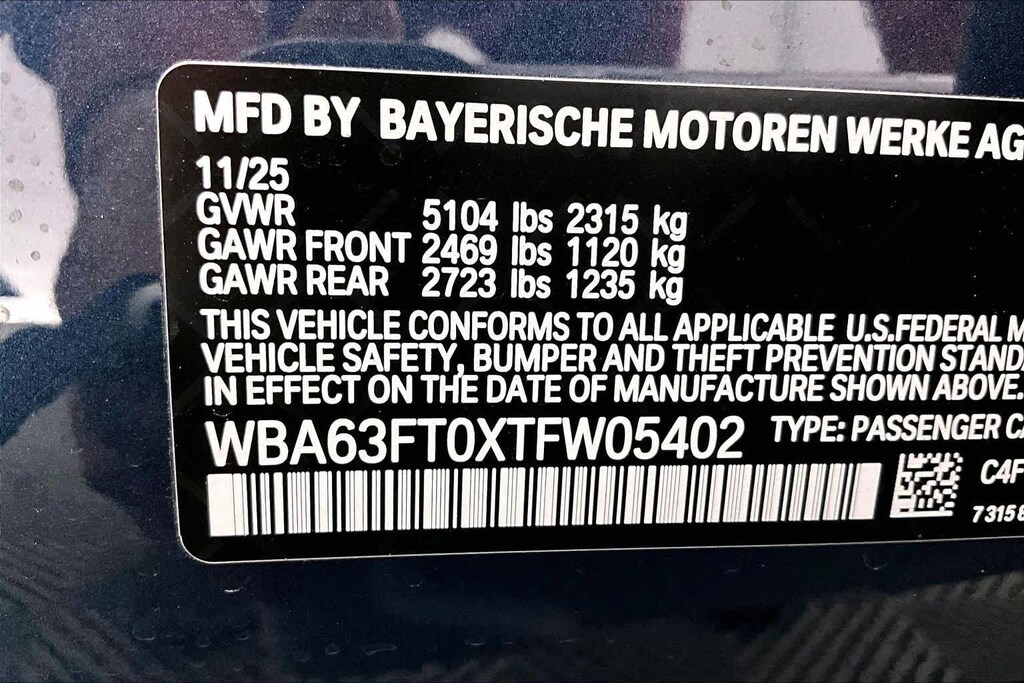 MFD BY BAYERISCHE MOTOREN WERKE AG
11/25
GVWR 5104 lbs 2315 kg
GAWR FRONT 2469 lbs 1120 kg
GAWR REAR 2723 lbs 1235 kg
THIS VEHICLE CONFORMS TO ALL APPLICABLE U.S.FEDERAL
VEHICLE SAFETY, BUMPER AND THEFT PREVENTION
IN EFFECT ON THE DATE OF MANUFACTURE SHOWN ABOVE.
WBA63FT0XTFW05402 TYPE: PASSENGER